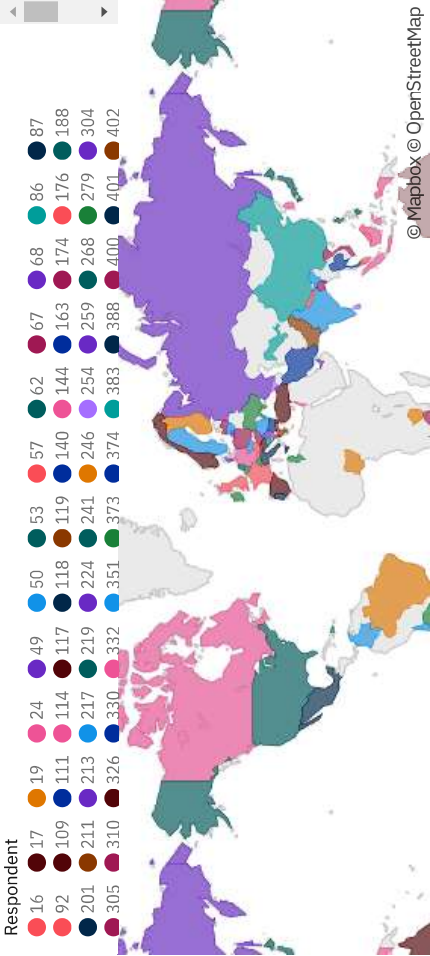 Respondent
16 17 19 24 49 50 53 57 62 67 68 86 87
92 109 111 114 117 118 119 140 144 163 174 176 188
201 211 213 217 219 224 241 246 254 259 268 279 304
305 310 326 330 332 351 373 374 383 388 400 401 402
© Mapbox © OpenStreetMap